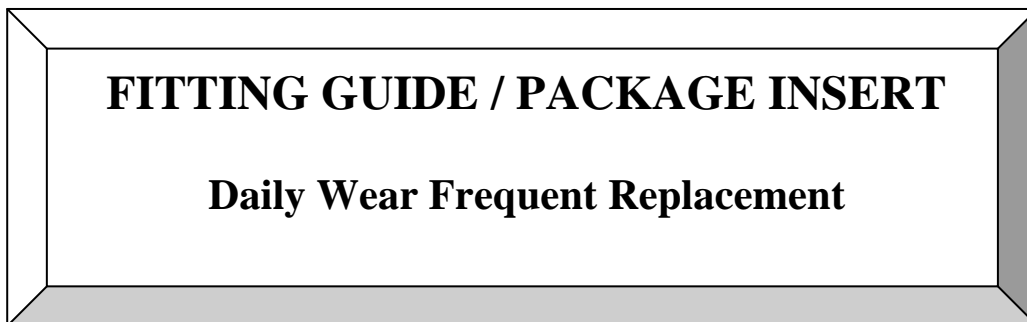 FITTING GUIDE / PACKAGE INSERT
Daily Wear Frequent Replacement